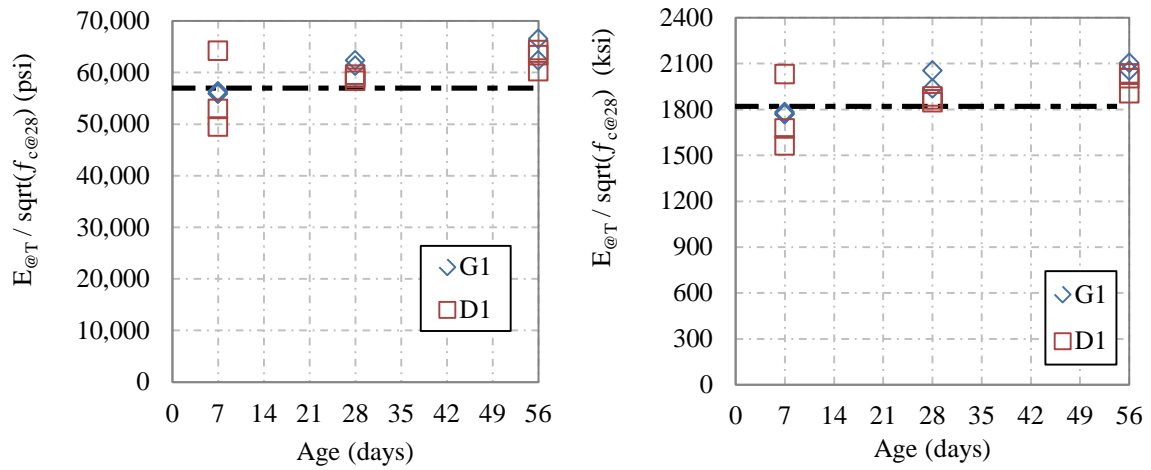 E@T / sqrt(fc@28) (psi)
70,000
60,000
50,000
40,000
30,000
20,000
10,000
0
0 7 14 21 28 35 42 49 56
Age (days)
G1
D1
E@T / sqrt(fc@28) (ksi)
2400
2100
1800
1500
1200
900
600
300
0
0 7 14 21 28 35 42 49 56
Age (days)
G1
D1